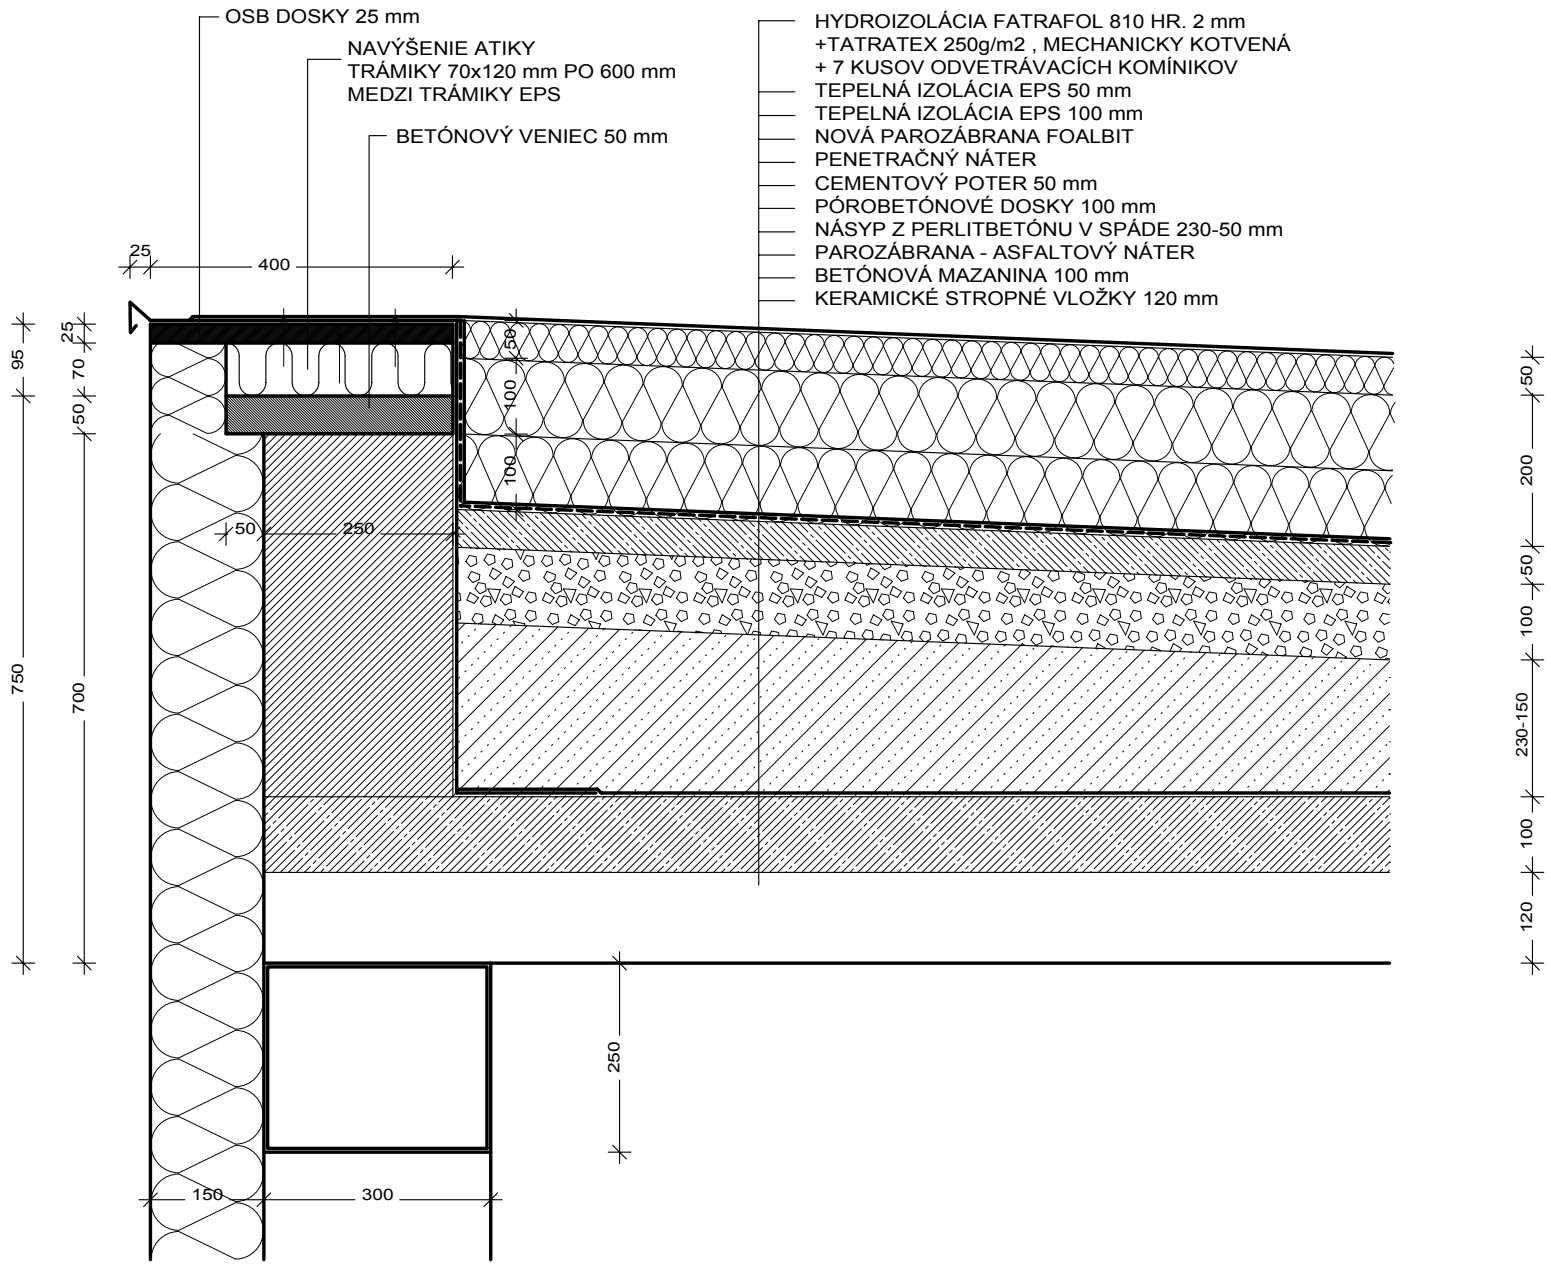 OSB DOSKY 25 mm
NAVÝŠENIE ATIKY
TRÁMIKY 70x120 mm PO 600 mm
MEDZI TRÁMIKY EPS
BETÓNOVÝ VENIEC 50 mm
HYDROIZOLÁCIA FATRAFOL 810 HR. 2 mm
+TATRATEX 250g/m2 , MECHANICKY KOTVENÁ
+ 7 KUSOV ODVETRÁVACÍCH KOMÍNIKOV
TEPELNÁ IZOLÁCIA EPS 50 mm
TEPELNÁ IZOLÁCIA EPS 100 mm
NOVÁ PAROZÁBRANA FOALBIT
PENETRAČNÝ NÁTER
CEMENTOVÝ POTER 50 mm
PÓROBETÓNOVÉ DOSKY 100 mm
NÁSYP Z PERLITBETÓNU V SPÁDE 230-50 mm
PAROZÁBRANA - ASFALTOVÝ NÁTER
BETÓNOVÁ MAZANINA 100 mm
KERAMICKÉ STROPNÉ VLOŽKY 120 mm
25
400
95
750
25
70
50
700
50
100
100
50
250
50
200
50
100
230-150
100
120
250
150
300